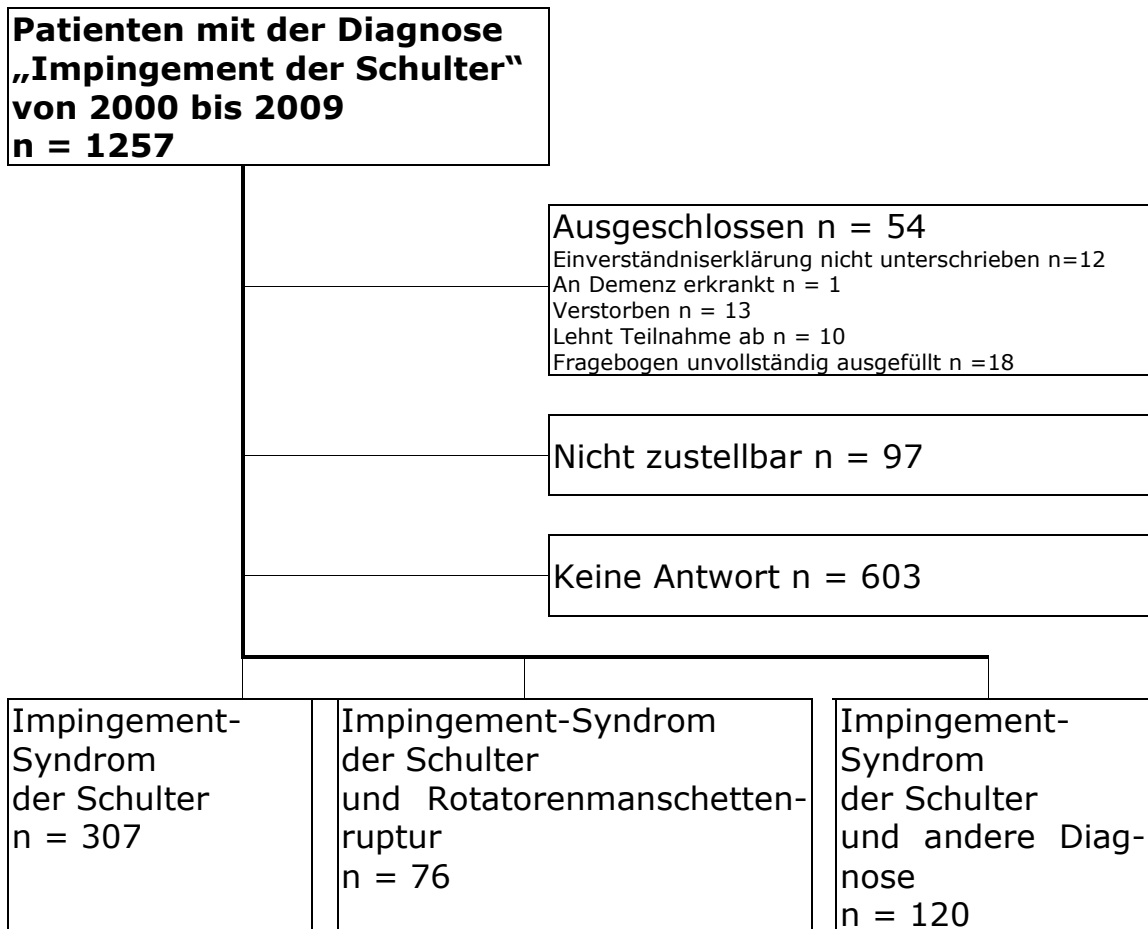 Patienten mit der Diagnose
„Impingement der Schulter“
von 2000 bis 2009
n = 1257
Ausgeschlossen n = 54
Einverständniserklärung nicht unterschrieben n=12
An Demenz erkrankt n = 1
Verstorben n = 13
Lehnt Teilnahme ab n = 10
Fragebogen unvollständig ausgefüllt n =18
Nicht zustellbar n = 97
Keine Antwort n = 603
Impingement-
Syndrom
der Schulter
n = 307
Impingement-Syndrom
der Schulter
und Rotatorenmanschetten-
ruptur
n = 76
Impingement-
Syndrom
der Schulter
und andere Diag-
nose
n = 120